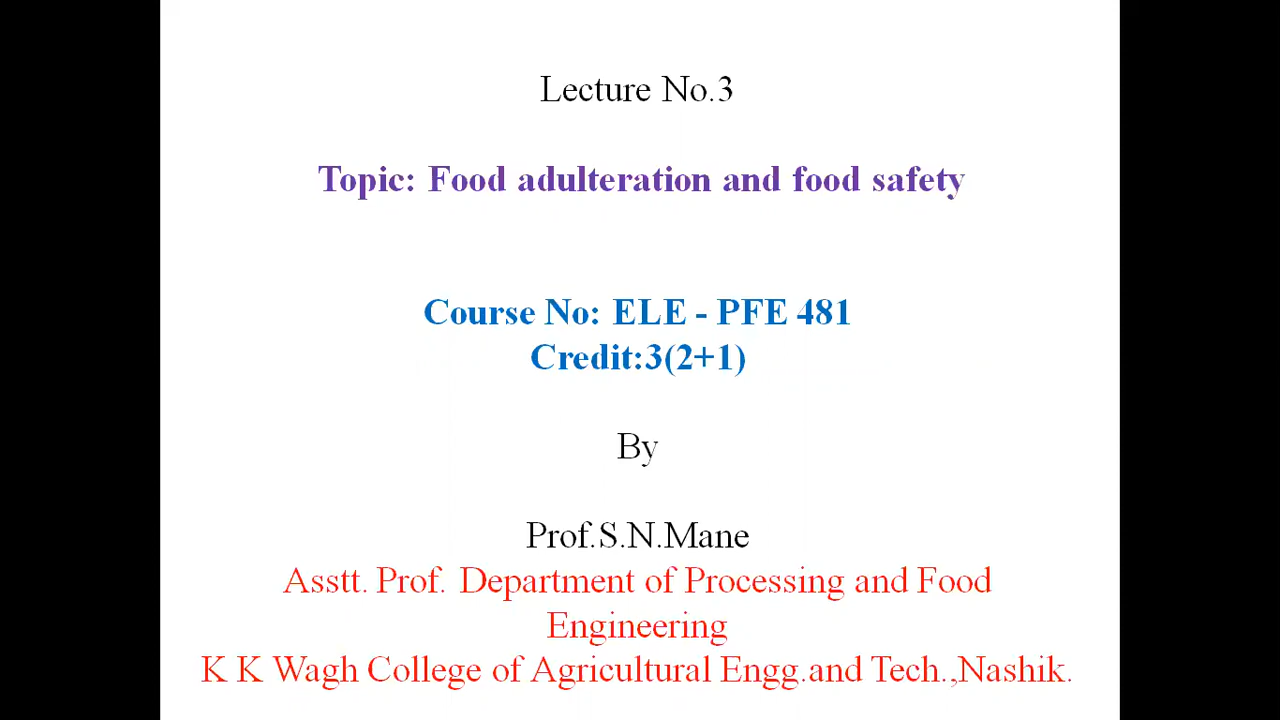 Lecture No.3
Topic: Food adulteration and food safety
Course No: ELE - PFE 481
Credit:3(2+1)
By
Prof.S.N.Mane
Asstt. Prof. Department of Processing and Food
Engineering
K K Wagh College of Agricultural Engg.and Tech.,Nashik.